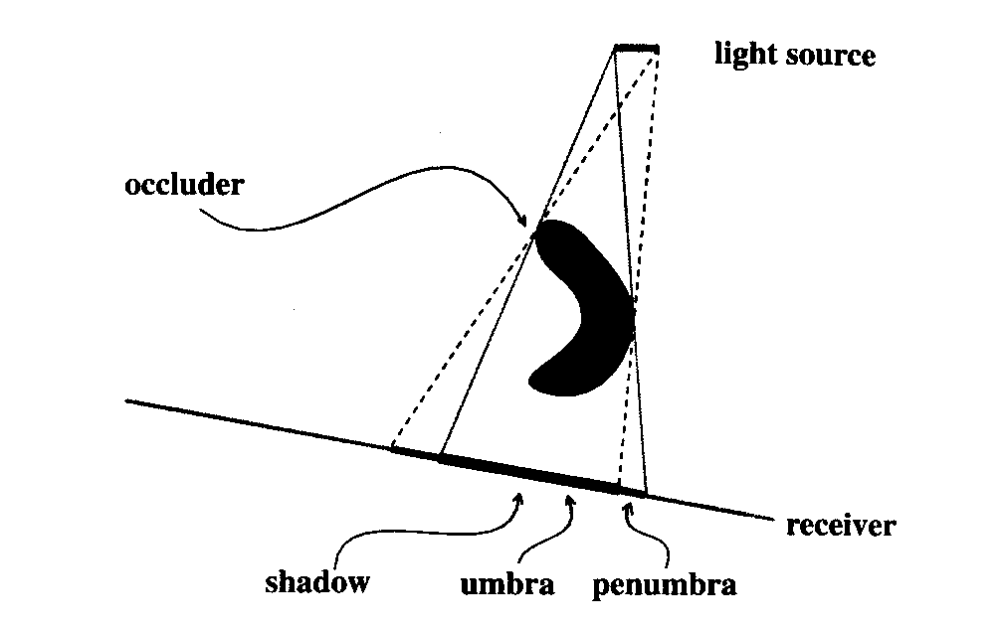 light source
occluder
receiver
shadow
umbra
penumbra